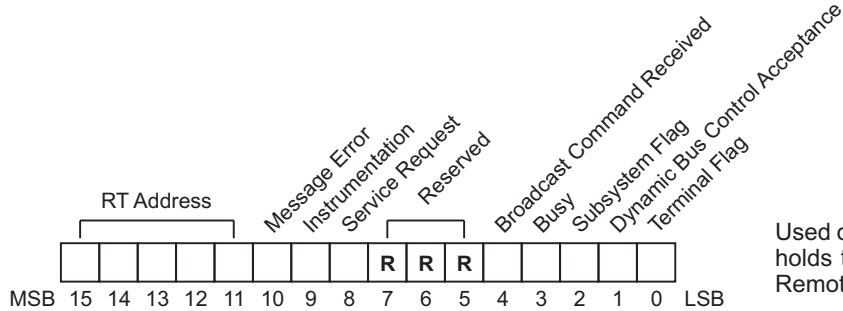 RT Address
Message Error
Instrumentation
Service Request
Reserved
Broadcast Command Received
Busy
Subsystem Flag
Dynamic Bus Control Acceptance
Terminal Flag
R R R
MSB 15 14 13 12 11 10 9 8 7 6 5 4 3 2 1 0 LSB
Used
holds
Remot